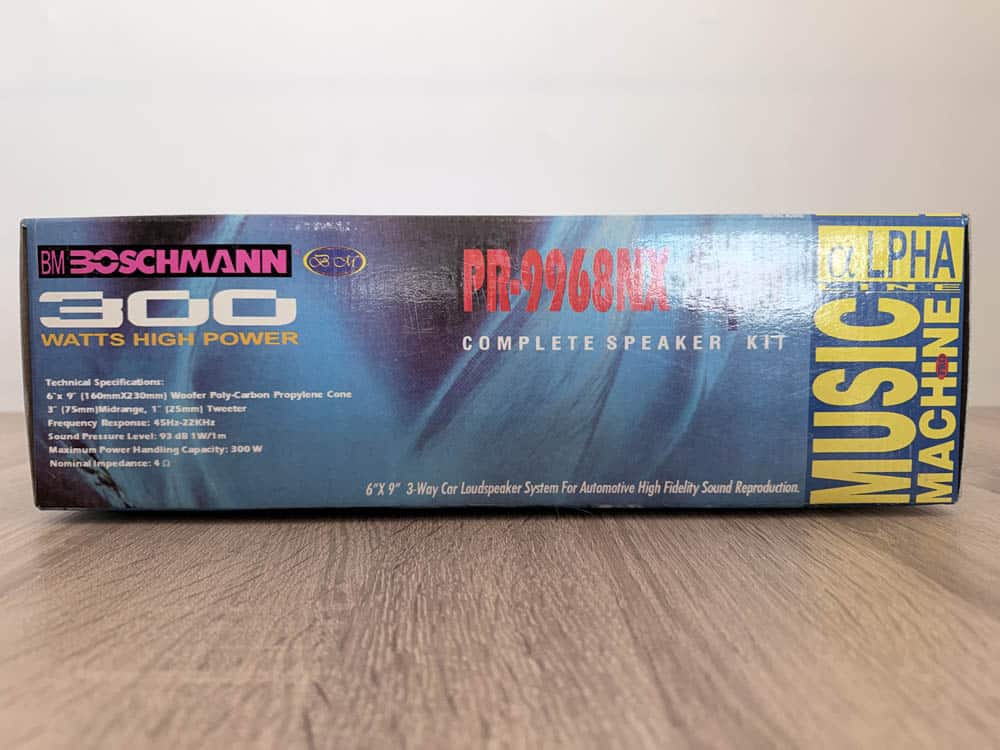 BM BOSCHMANN
BM
300
WATTS HIGH POWER
Technical Specifications:
6"x 9" (160mmX230mm) Woofer Poly-Carbon Propylene Cone
3" (75mm)Midrange, 1" (25mm) Tweeter
Frequency Response: 45Hz-22KHz
Sound Pressure Level: 93 dB 1W/1m
Maximum Power Handling Capacity: 300 W
Nominal Impedance: 4 Ω
PR-9968NX
COMPLETE SPEAKER KIT
6"X 9" 3-Way Car Loudspeaker System For Automotive High Fidelity Sound Reproduction.
αLPHA
LINE
MUSIC
MACHINE